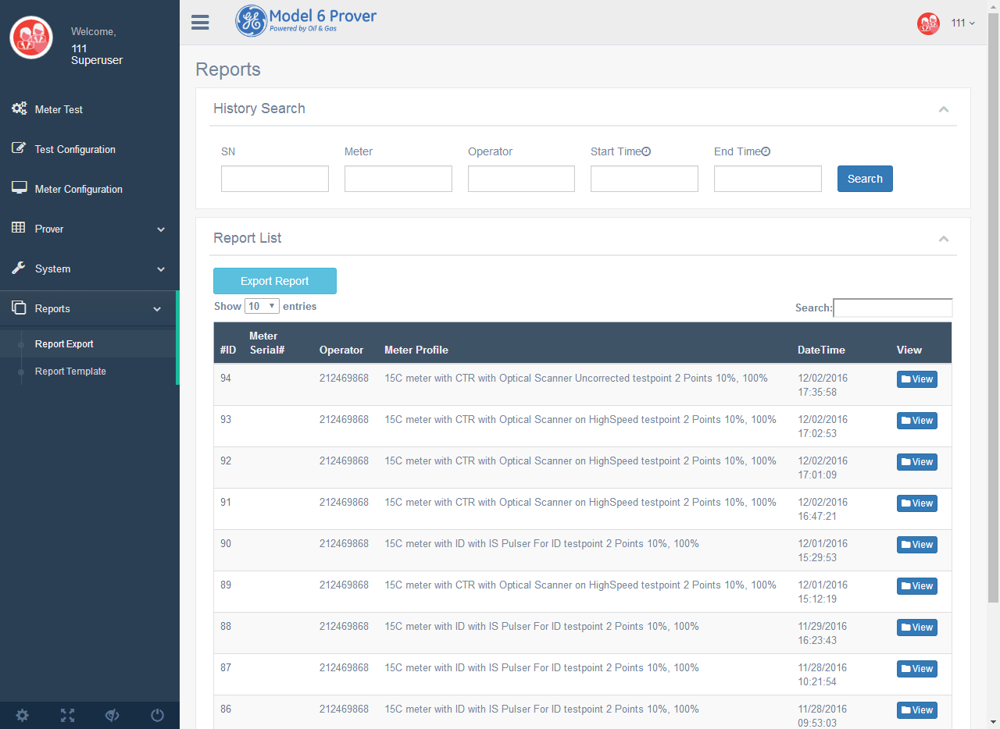 Welcome,
111
Superuser
Meter Test
Test Configuration
Meter Configuration
Prover
System
Reports
Report Export
Report Template
Model 6 Prover
Powered by Oil & Gas
111
Reports
History Search
SN Meter Operator Start Time End Time
Search
Report List
Export Report
Show 10 entries
Search:
#ID Meter Serial# Operator Meter Profile DateTime View
94 212469868 15C meter with CTR with Optical Scanner Uncorrected testpoint 2 Points 10%, 100% 12/02/2016 View
17:35:58
93 212469868 15C meter with CTR with Optical Scanner on HighSpeed testpoint 2 Points 10%, 100% 12/02/2016 View
17:02:53
92 212469868 15C meter with CTR with Optical Scanner on HighSpeed testpoint 2 Points 10%, 100% 12/02/2016 View
17:01:09
91 212469868 15C meter with CTR with Optical Scanner on HighSpeed testpoint 2 Points 10%, 100% 12/02/2016 View
16:47:21
90 212469868 15C meter with ID with IS Pulser For ID testpoint 2 Points 10%, 100% 12/01/2016 View
15:29:53
89 212469868 15C meter with CTR with Optical Scanner on HighSpeed testpoint 2 Points 10%, 100% 12/01/2016 View
15:12:19
88 212469868 15C meter with ID with IS Pulser For ID testpoint 2 Points 10%, 100% 11/29/2016 View
16:23:43
87 212469868 15C meter with ID with IS Pulser For ID testpoint 2 Points 10%, 100% 11/28/2016 View
10:21:54
86 212469868 15C meter with ID with IS Pulser For ID testpoint 2 Points 10%, 100% 11/28/2016 View
09:53:03